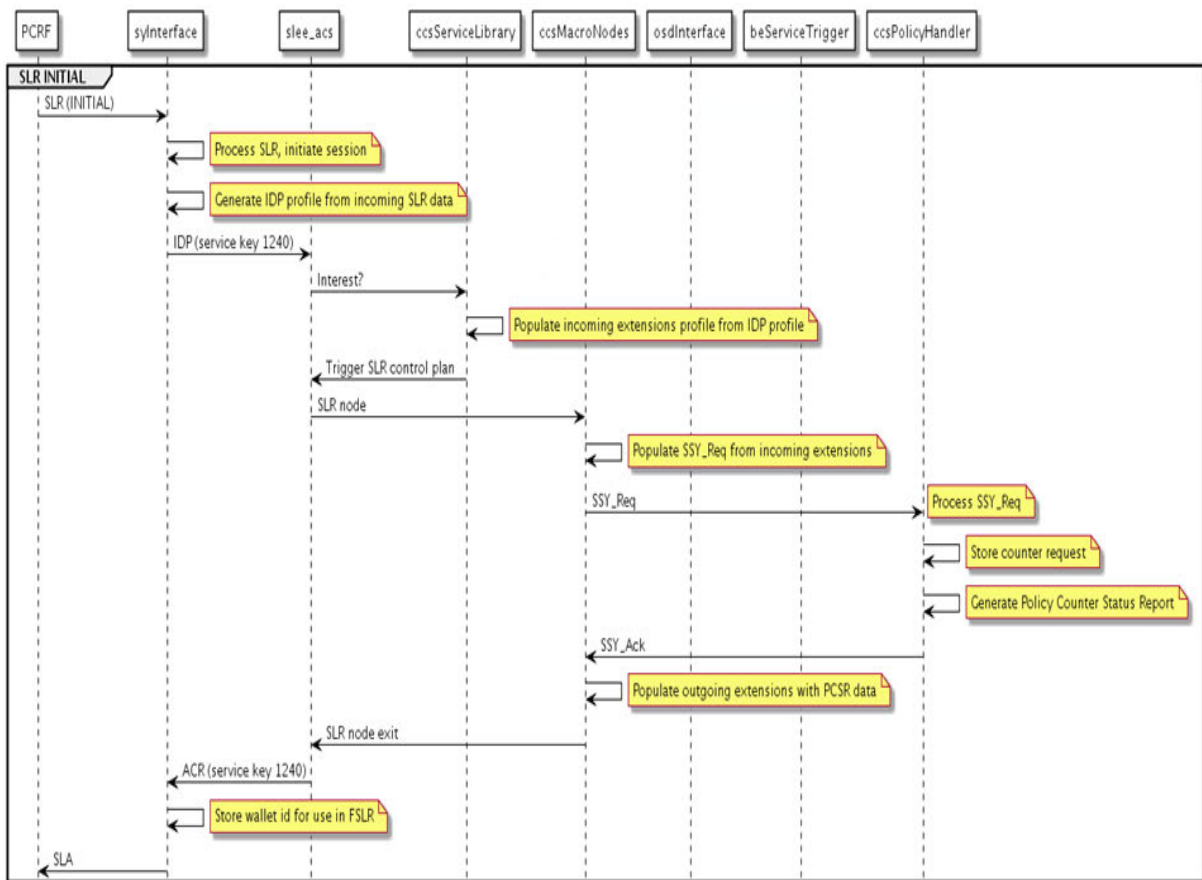 PCRF
syInterface
slee_acs
ccsServiceLibrary
ccsMacroNodes
osdInterface
beServiceTrigger
ccsPolicyHandler
SLR INITIAL
SLR (INITIAL)
Process SLR, initiate session
Generate IDP profile from incoming SLR data
IDP (service key 1240)
Interest?
Populate incoming extensions profile from IDP profile
Trigger SLR control plan
SLR node
Populate SSY_Req from incoming extensions
SSY_Req
Process SSY_Req
Store counter request
Generate Policy Counter Status Report
SSY_Ack
Populate outgoing extensions with PCSR data
SLR node exit
ACR (service key 1240)
Store wallet id for use in FSLR
SLA